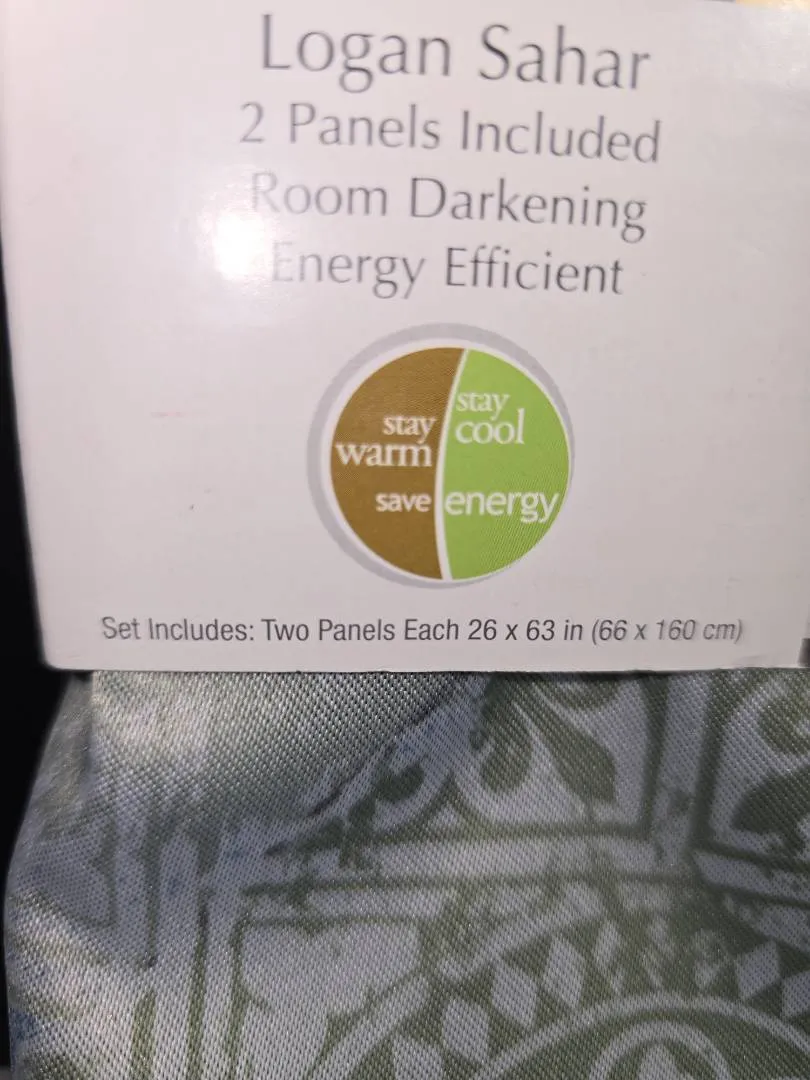 Logan Sahar
2 Panels Included
Room Darkening
Energy Efficient
stay
warm
save
stay
cool
energy
Set Includes: Two Panels Each 26 x 63 in (66 x 160 cm)